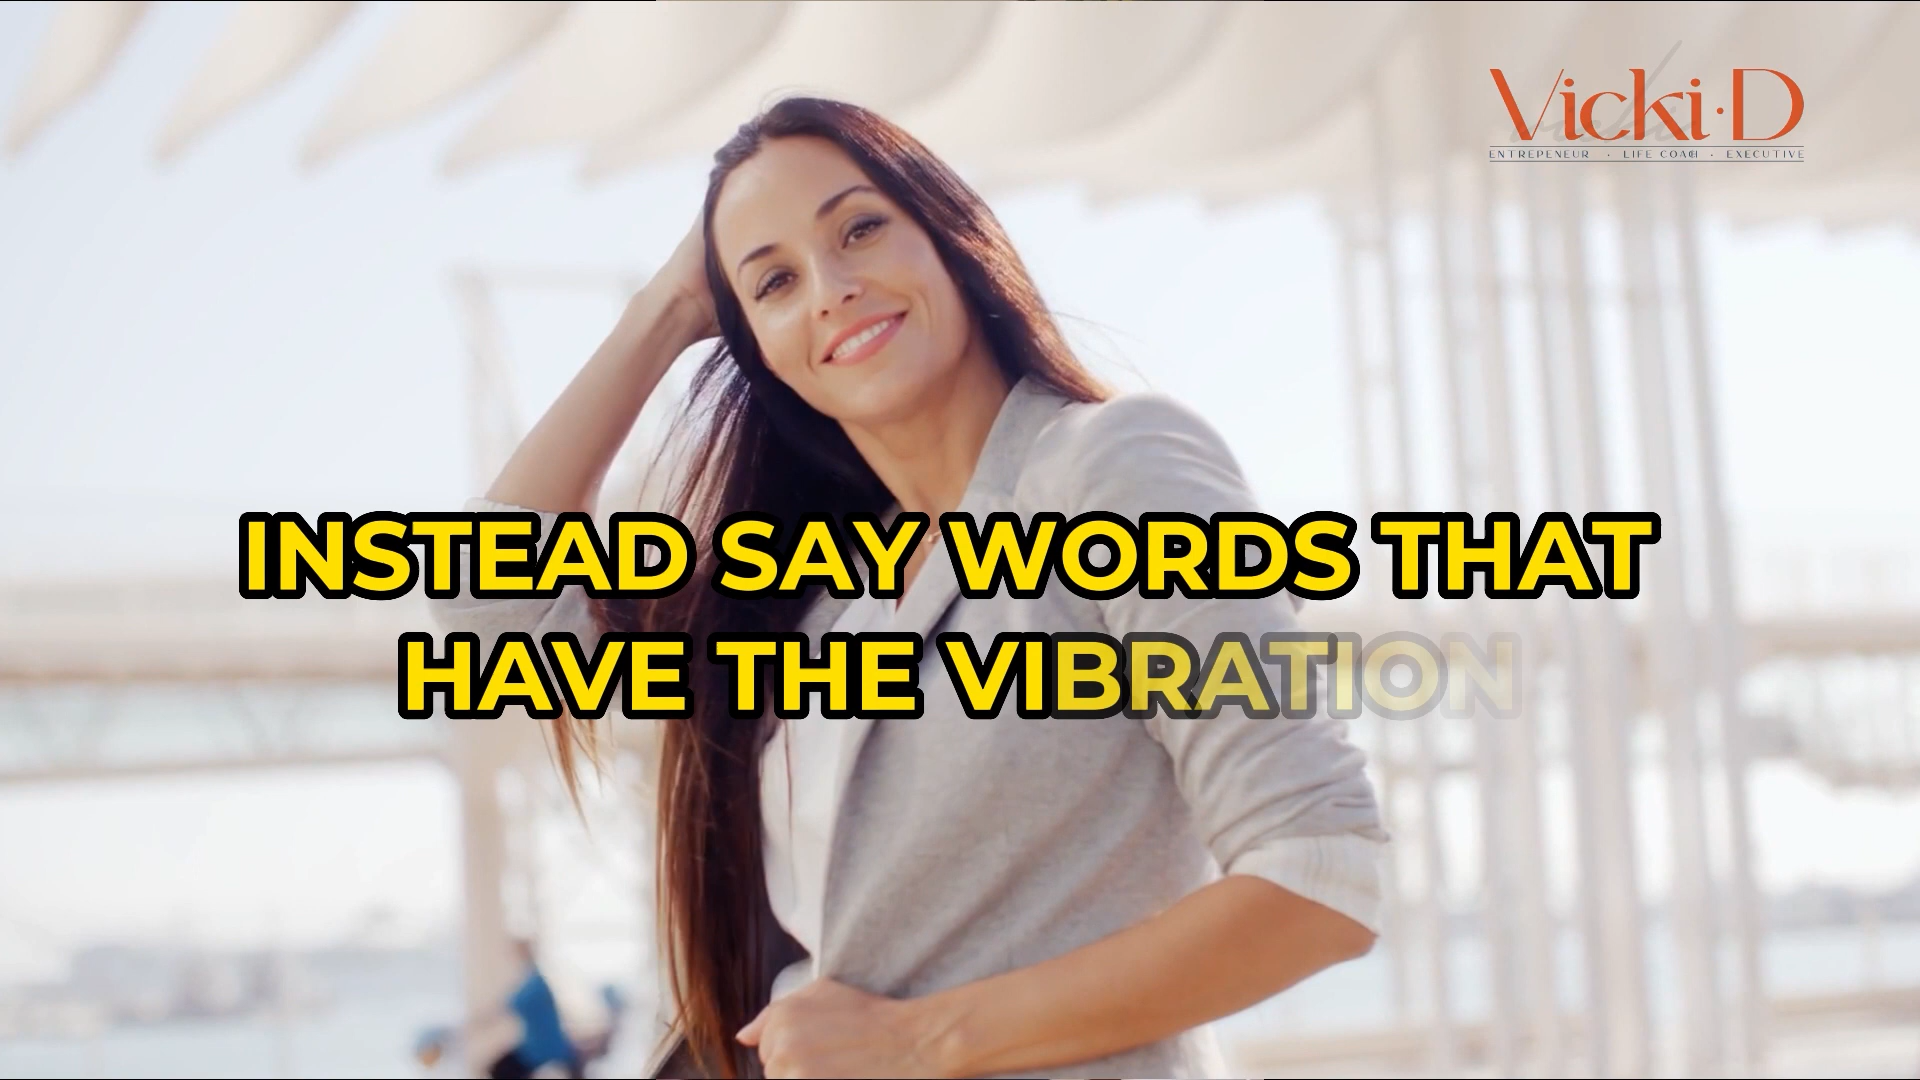 Vicki·D
ENTREPENEUR · LIFE COACH · EXECUTIVE
INSTEAD SAY WORDS THAT
HAVE THE VIBRATION